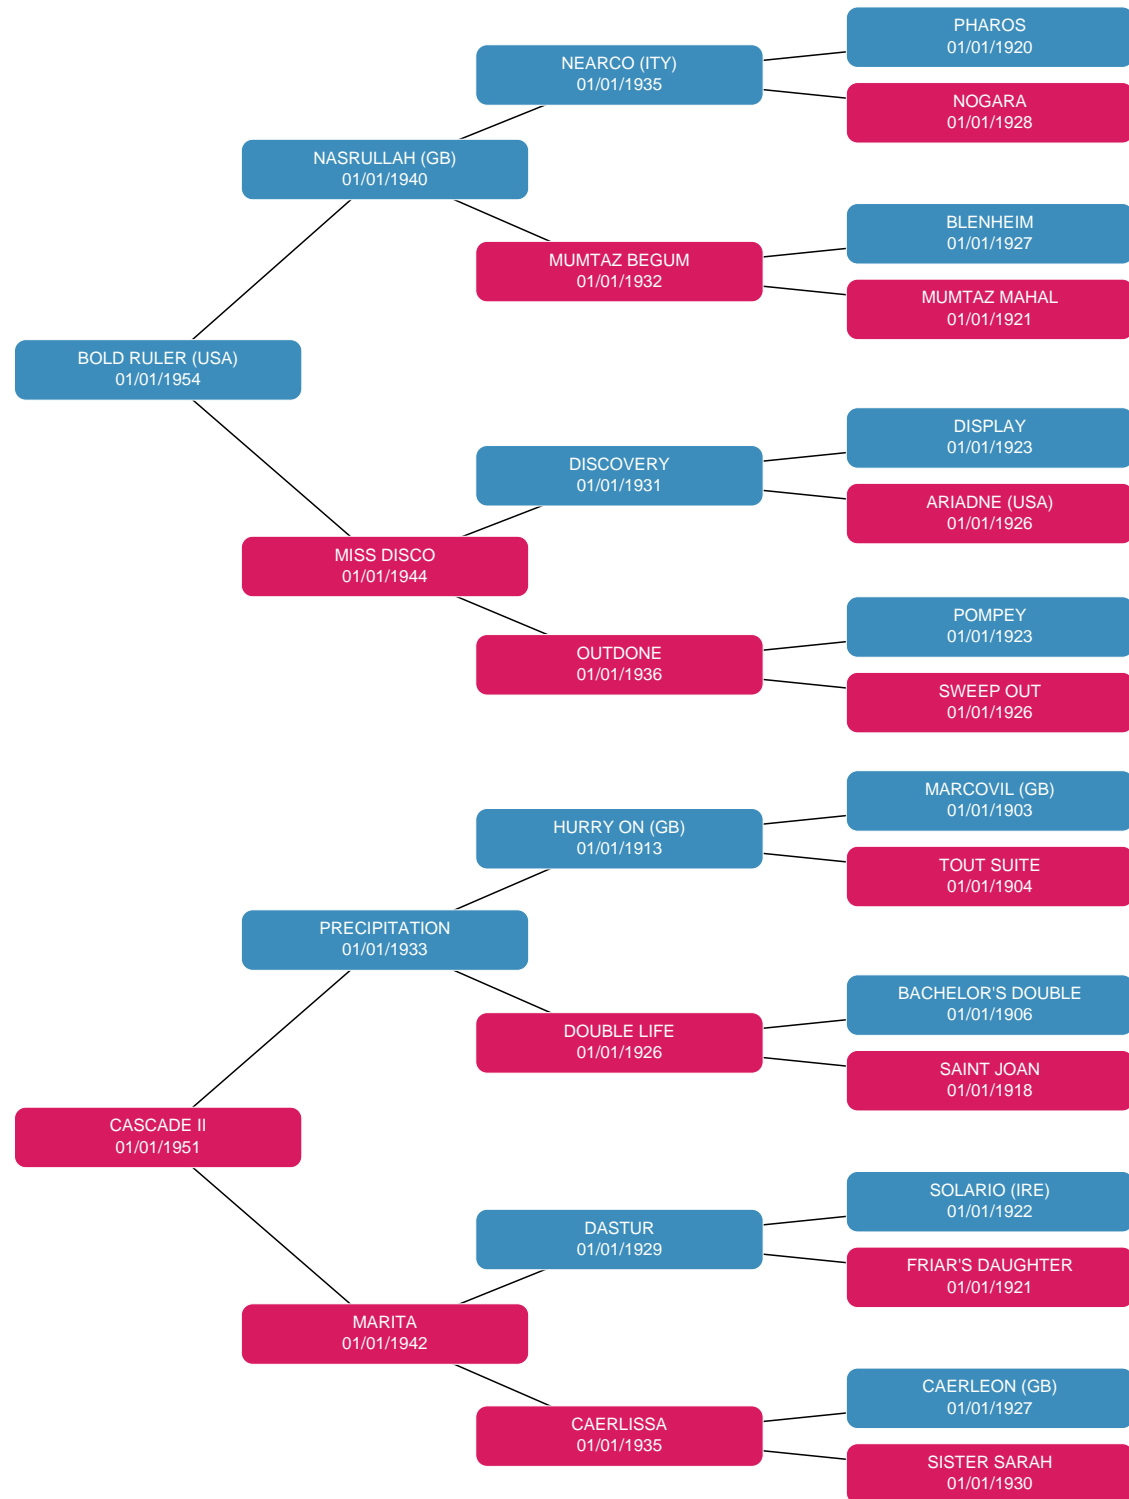 PHAROS
01/01/1920
NEARCO (ITY)
01/01/1935
NOGARA
01/01/1928
NASRULLAH (GB)
01/01/1940
BLENHEIM
01/01/1927
MUMTAZ BEGUM
01/01/1932
MUMTAZ MAHAL
01/01/1921
BOLD RULER (USA)
01/01/1954
DISPLAY
01/01/1923
DISCOVERY
01/01/1931
ARIADNE (USA)
01/01/1926
MISS DISCO
01/01/1944
POMPEY
01/01/1923
OUTDONE
01/01/1936
SWEEP OUT
01/01/1926
MARCOVIL (GB)
01/01/1903
HURRY ON (GB)
01/01/1913
TOUT SUITE
01/01/1904
PRECIPITATION
01/01/1933
BACHELOR'S DOUBLE
01/01/1906
DOUBLE LIFE
01/01/1926
SAINT JOAN
01/01/1918
CASCADE II
01/01/1951
SOLARIO (IRE)
01/01/1922
DASTUR
01/01/1929
FRIAR'S DAUGHTER
01/01/1921
MARITA
01/01/1942
CAERLEON (GB)
01/01/1927
CAERLISSA
01/01/1935
SISTER SARAH
01/01/1930